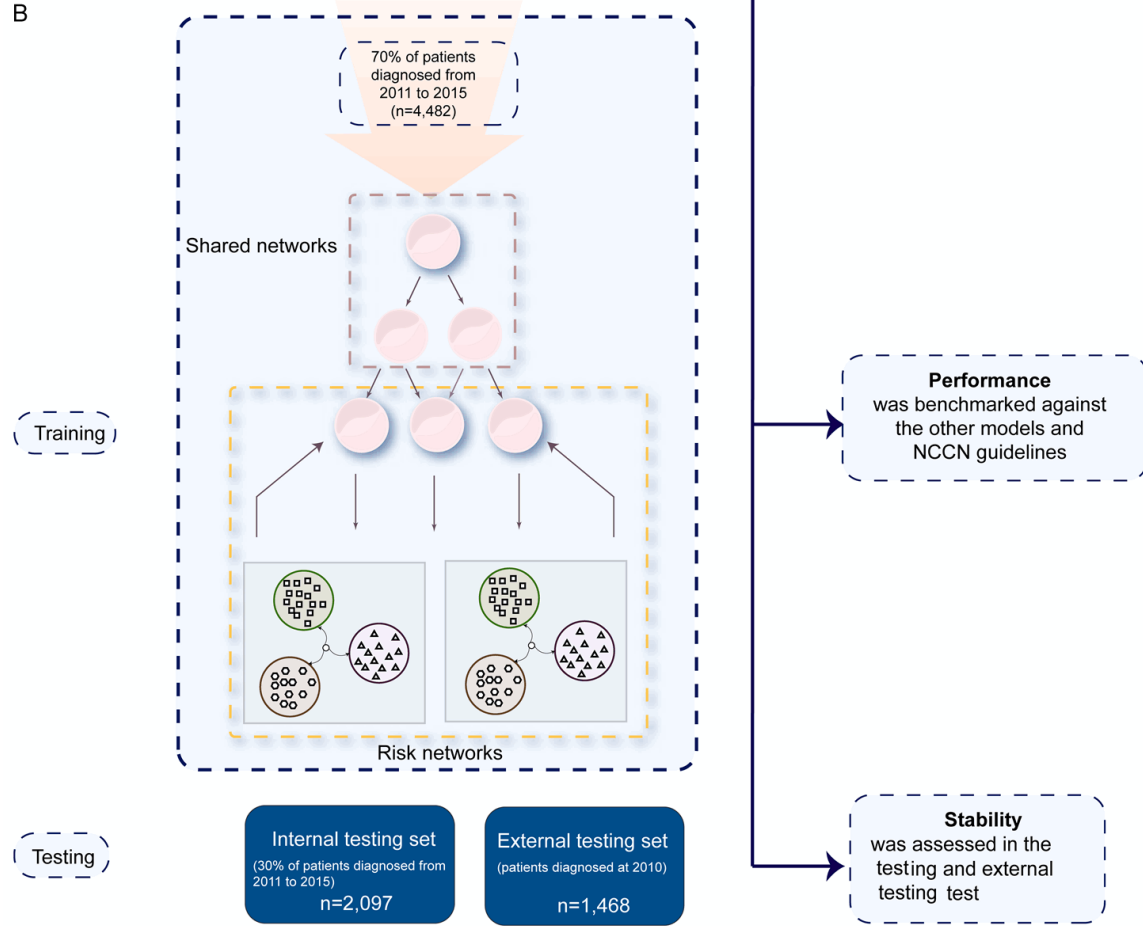 B
70% of patients
diagnosed from
2011 to 2015
(n=4,482)
Shared networks
Training
Performance
was benchmarked against
the other models and
NCCN guidelines
Risk networks
Testing
Internal testing set
(30% of patients diagnosed from
2011 to 2015)
n=2,097
External testing set
(patients diagnosed at 2010)
n=1,468
Stability
was assessed in the
testing and external
testing test